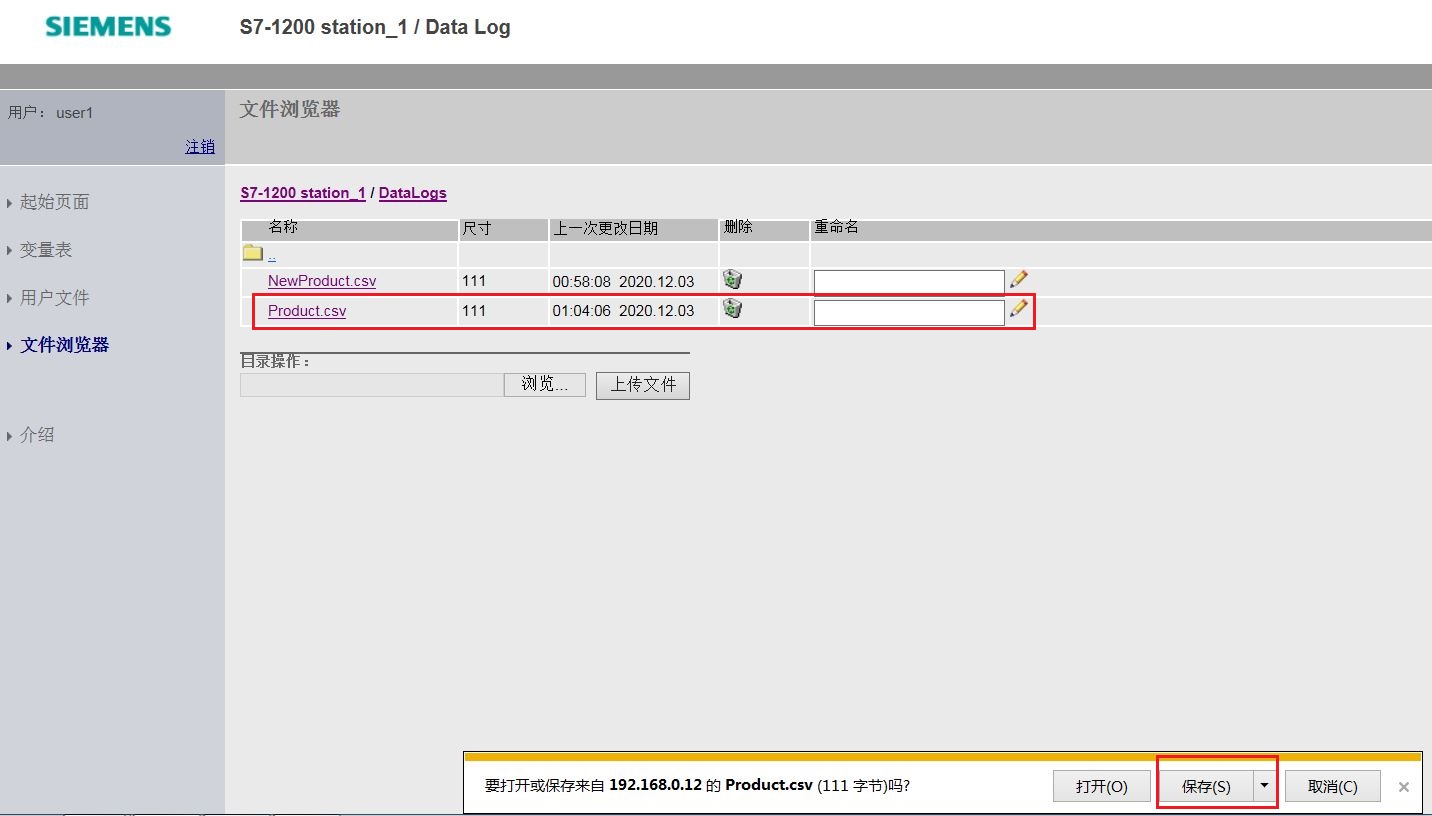 SIEMENS
S7-1200 station_1 / Data Log
用户： user1
注销
文件浏览器
起始页面
变量表
用户文件
文件浏览器
介绍
S7-1200 station_1 / DataLogs
名称 尺寸 上一次更改日期 删除 重命名
..
NewProduct.csv 111 00:58:08 2020.12.03
Product.csv 111 01:04:06 2020.12.03
目录操作：
浏览... 上传文件
要打开或保存来自 192.168.0.12 的 Product.csv (111 字节)吗? 打开(O) 保存(S) 取消(C) ×